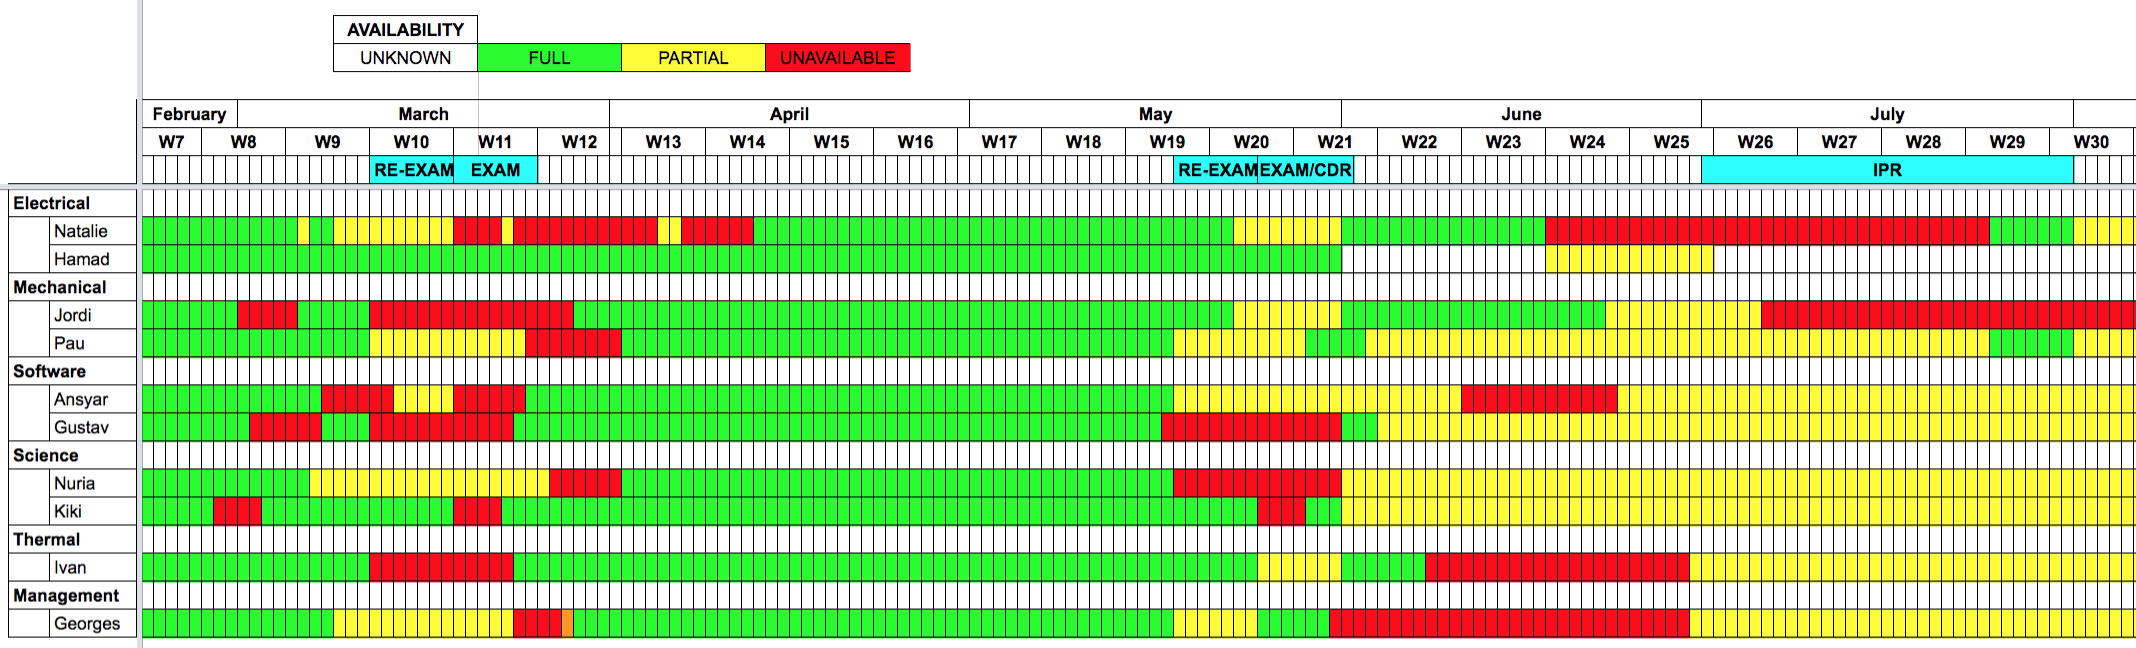 AVAILABILITY
UNKNOWN FULL PARTIAL UNAVAILABLE
February March April May June July
W7 W8 W9 W10 W11 W12 W13 W14 W15 W16 W17 W18 W19 W20 W21 W22 W23 W24 W25 W26 W27 W28 W29 W30
RE-EXAM EXAM RE-EXAM EXAM/CDR IPR
Electrical
Natalie
Hamad
Mechanical
Jordi
Pau
Software
Ansyar
Gustav
Science
Nuria
Kiki
Thermal
Ivan
Management
Georges